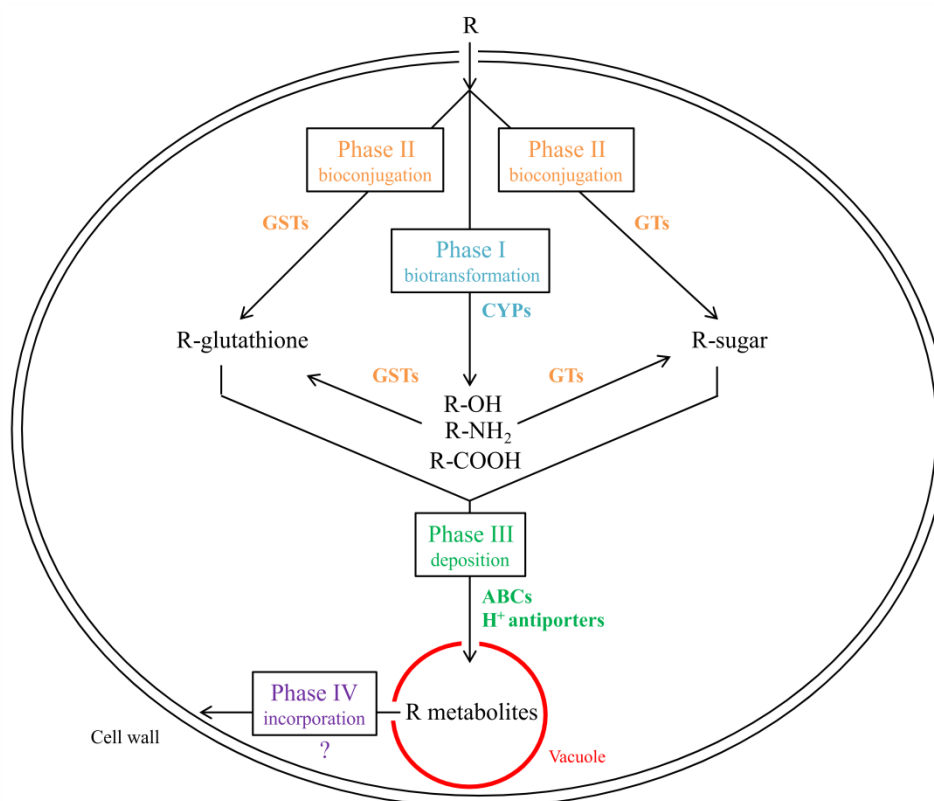 R
Phase II
bioconjugation
Phase II
bioconjugation
GSTs
GTs
Phase I
biotransformation
CYPs
R-glutathione
R-sugar
GSTs
GTs
R-OH
R-NH₂
R-COOH
Phase III
deposition
ABCs
H⁺ antiporters
Phase IV
incorporation
?
R metabolites
Cell wall
Vacuole